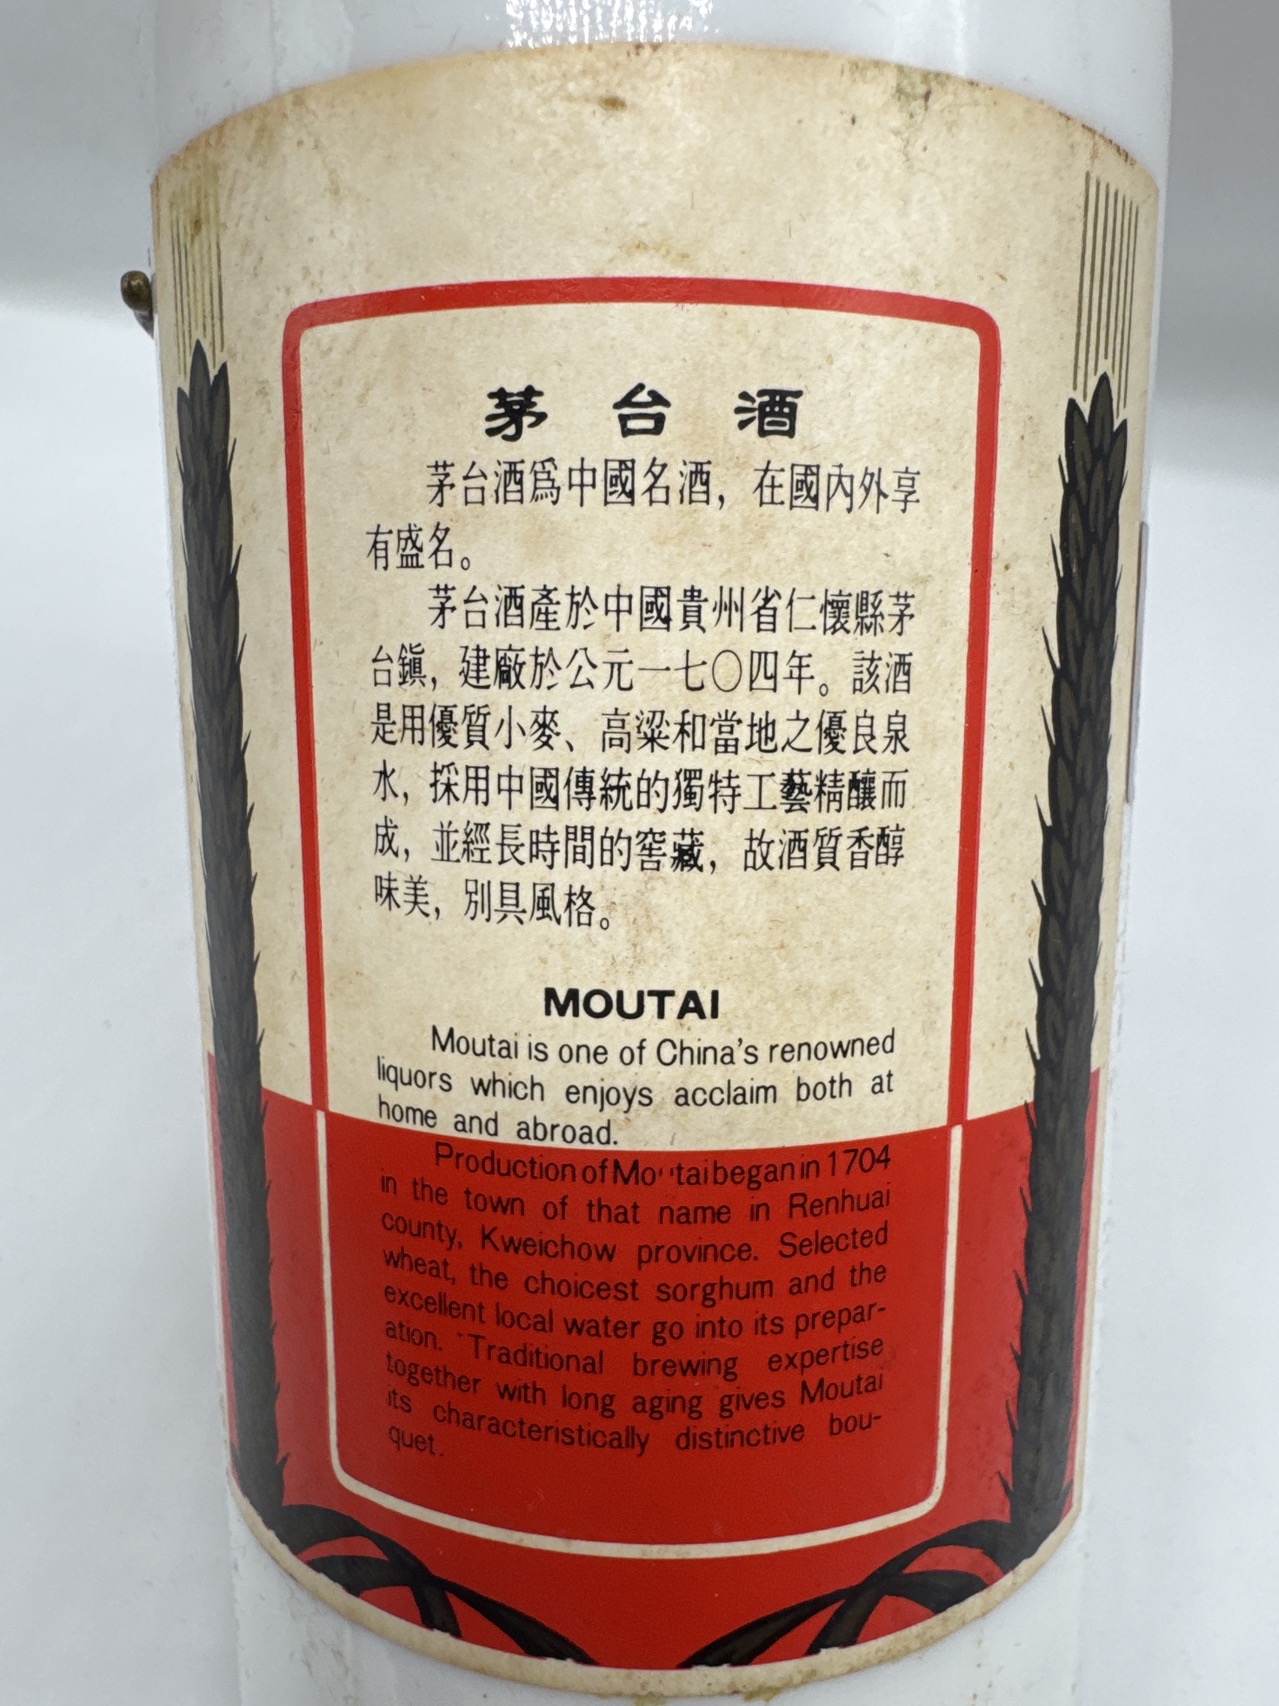 茅台酒
茅台酒爲中國名酒，在國內外享
有盛名。
茅台酒產於中國貴州省仁懷縣茅
台鎮，建廠於公元一七〇四年。該酒
是用優質小麥、高粱和當地之優良泉
水，採用中國傳統的獨特工藝精釀而
成，並經長時間的窖藏，故酒質香醇
味美，別具風格。
MOUTAI
Moutai is one of China's renowned
liquors which enjoys acclaim both at
home and abroad.
Production of Moutai began in 1704
in the town of that name in Renhuai
county, Kweichow province. Selected
wheat, the choicest sorghum and the
excellent local water go into its prepar-
ation. Traditional brewing expertise
together with long aging gives Moutai
its characteristically distinctive bou-
quet.